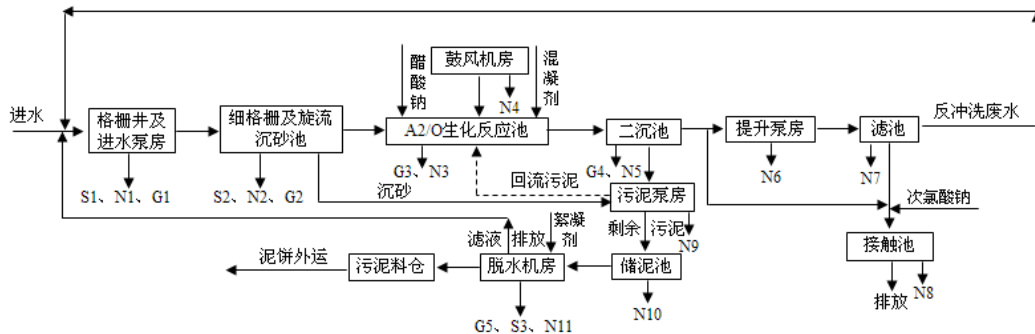 醋酸钠
鼓风机房
混凝剂
N4
进水
格栅井及
进水泵房
细格栅及旋流
沉砂池
A2/O生化反应池
二沉池
提升泵房
滤池
反冲洗废水
S1、N1、G1
S2、N2、G2
G3、N3
G4、N5
N6
N7
沉砂
回流污泥
污泥泵房
次氯酸钠
滤液
排放
絮凝剂
剩余
污泥
N9
接触池
泥饼外运
污泥料仓
脱水机房
储泥池
排放
N8
G5、S3、N11
N10